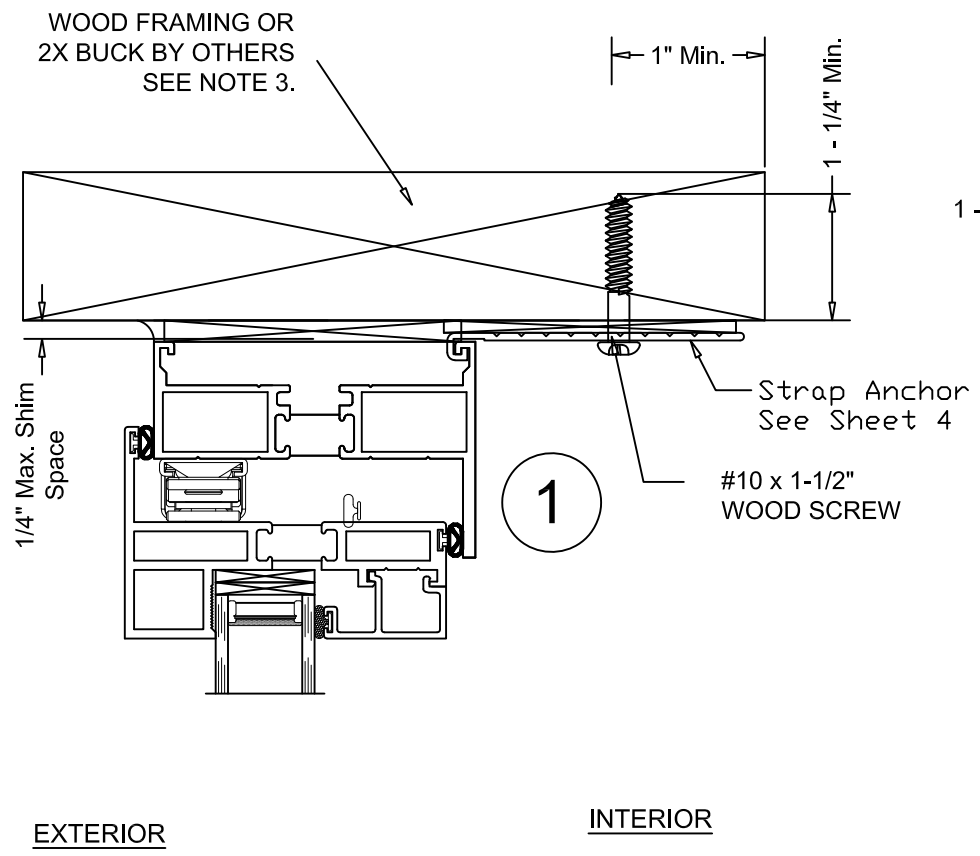 WOOD FRAMING OR
2X BUCK BY OTHERS
SEE NOTE 3.
1" Min.
1 - 1/4" Min.
1 -
1/4" Max. Shim
Space
Strap Anchor
See Sheet 4
#10 x 1-1/2"
WOOD SCREW
1
EXTERIOR
INTERIOR